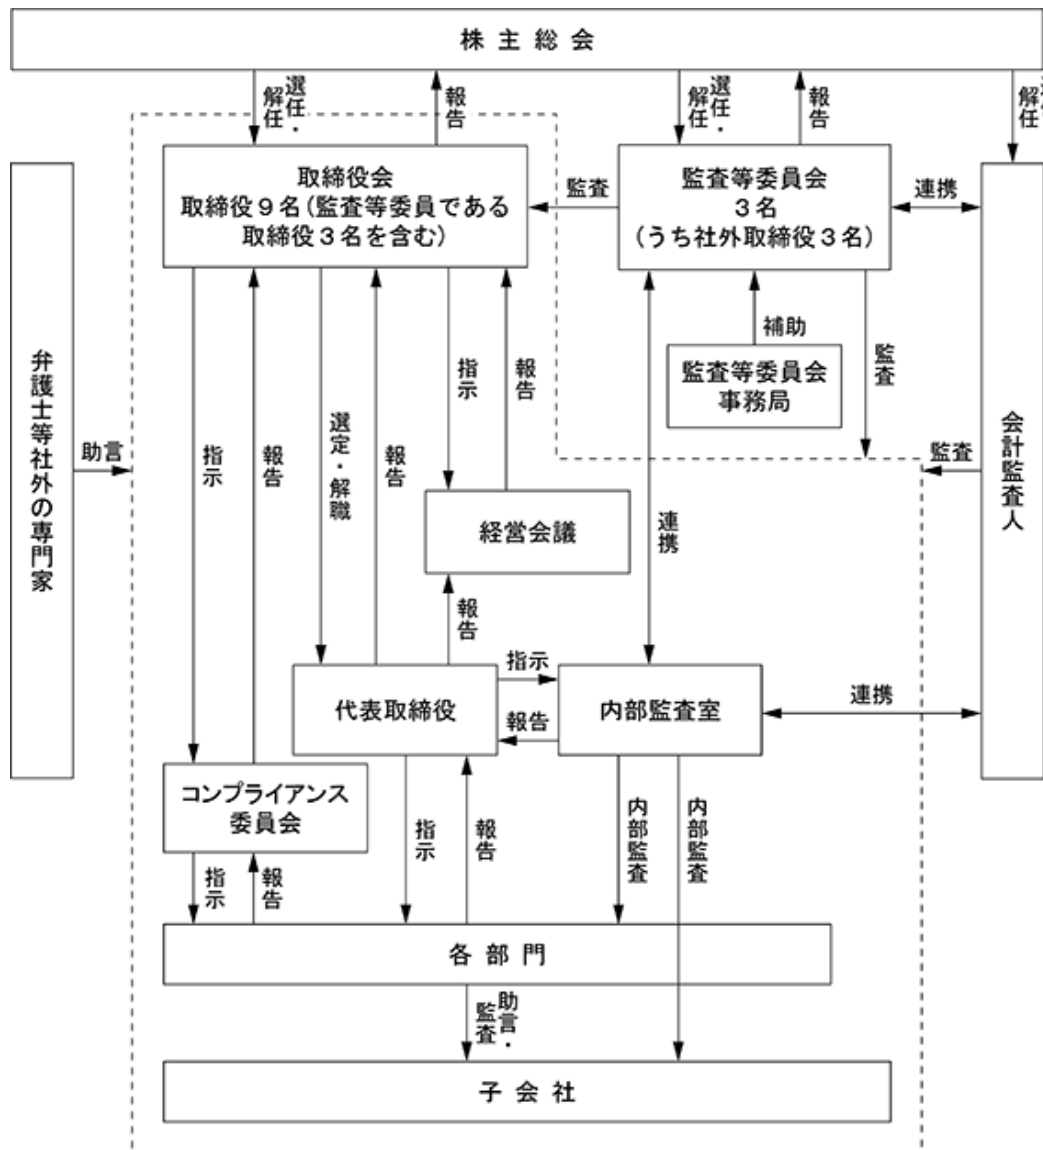 株主総会
選任・
解任
報告
選任・
解任
報告
解任
取締役会
取締役9名(監査等委員である
取締役3名を含む)
監査
監査等委員会
3名
(うち社外取締役3名)
連携
補助
監査等委員会
事務局
監査
弁護士等社外の専門家
助言
会計監査人
監査
指示
報告
選定・解職
報告
指示
報告
経営会議
連携
報告
代表取締役
指示
報告
内部監査室
連携
コンプライアンス
委員会
指示
報告
内部監査
内部監査
指示
報告
各部門
助言・
監査
子会社